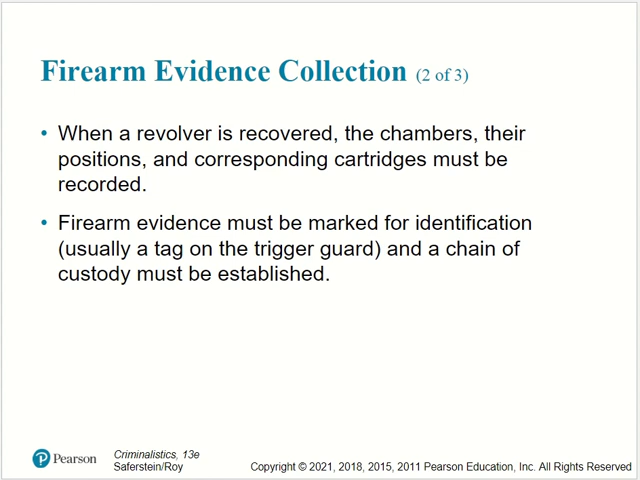 Firearm Evidence Collection (2 of 3)
• When a revolver is recovered, the chambers, their
positions, and corresponding cartridges must be
recorded.
• Firearm evidence must be marked for identification
(usually a tag on the trigger guard) and a chain of
custody must be established.
Pearson
Criminalistics, 13e
Saferstein/Roy
Copyright © 2021, 2018, 2015, 2011 Pearson Education, Inc. All Rights Reserved